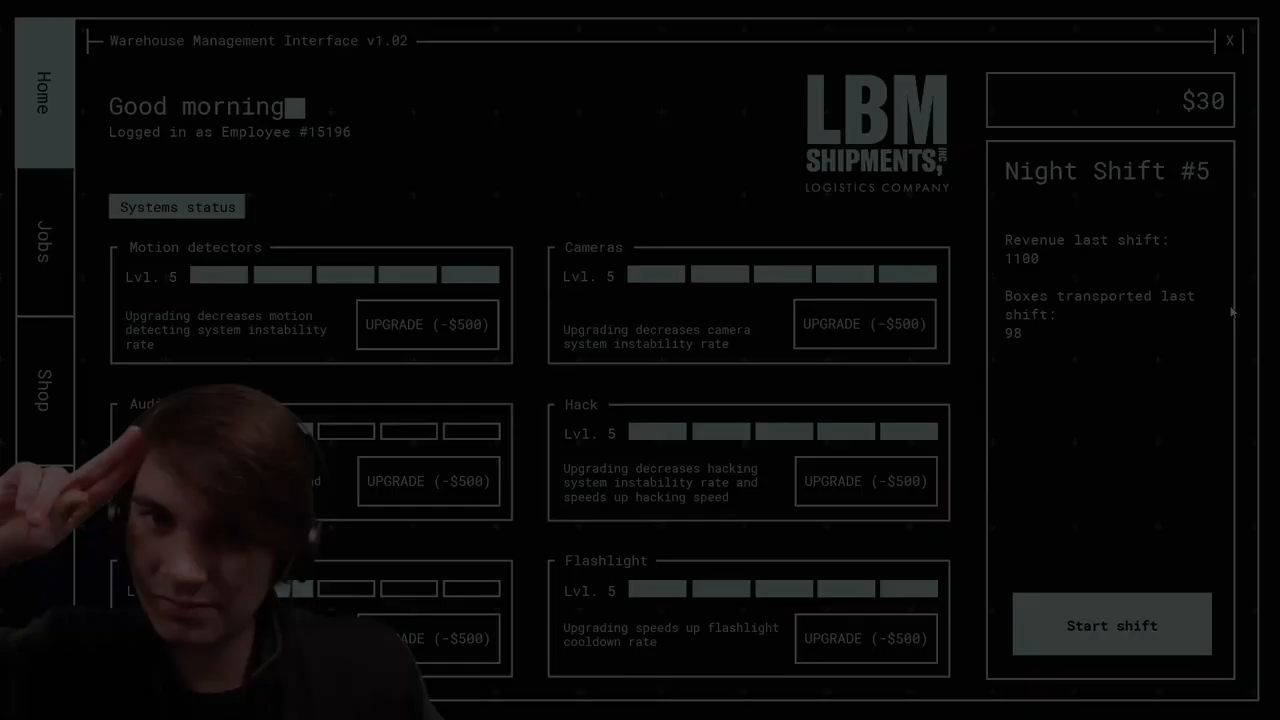 Warehouse Management Interface v1.02
X
Home
Jobs
Shop
Good morning
Logged in as Employee #15196
LBM
SHIPMENTS, INC
LOGISTICS COMPANY
$30
Night Shift #5
Revenue last shift:
1100
Boxes transported last
shift:
98
Start shift
Systems status
Motion detectors
Lvl. 5
Upgrading decreases motion
detecting system instability
rate
UPGRADE (-$500)
Cameras
Lvl. 5
Upgrading decreases camera
system instability rate
UPGRADE (-$500)
UPGRADE (-$500)
Hack
Lvl. 5
Upgrading decreases hacking
system instability rate and
speeds up hacking speed
UPGRADE (-$500)
(-$500)
Flashlight
Lvl. 5
Upgrading speeds up flashlight
cooldown rate
UPGRADE (-$500)